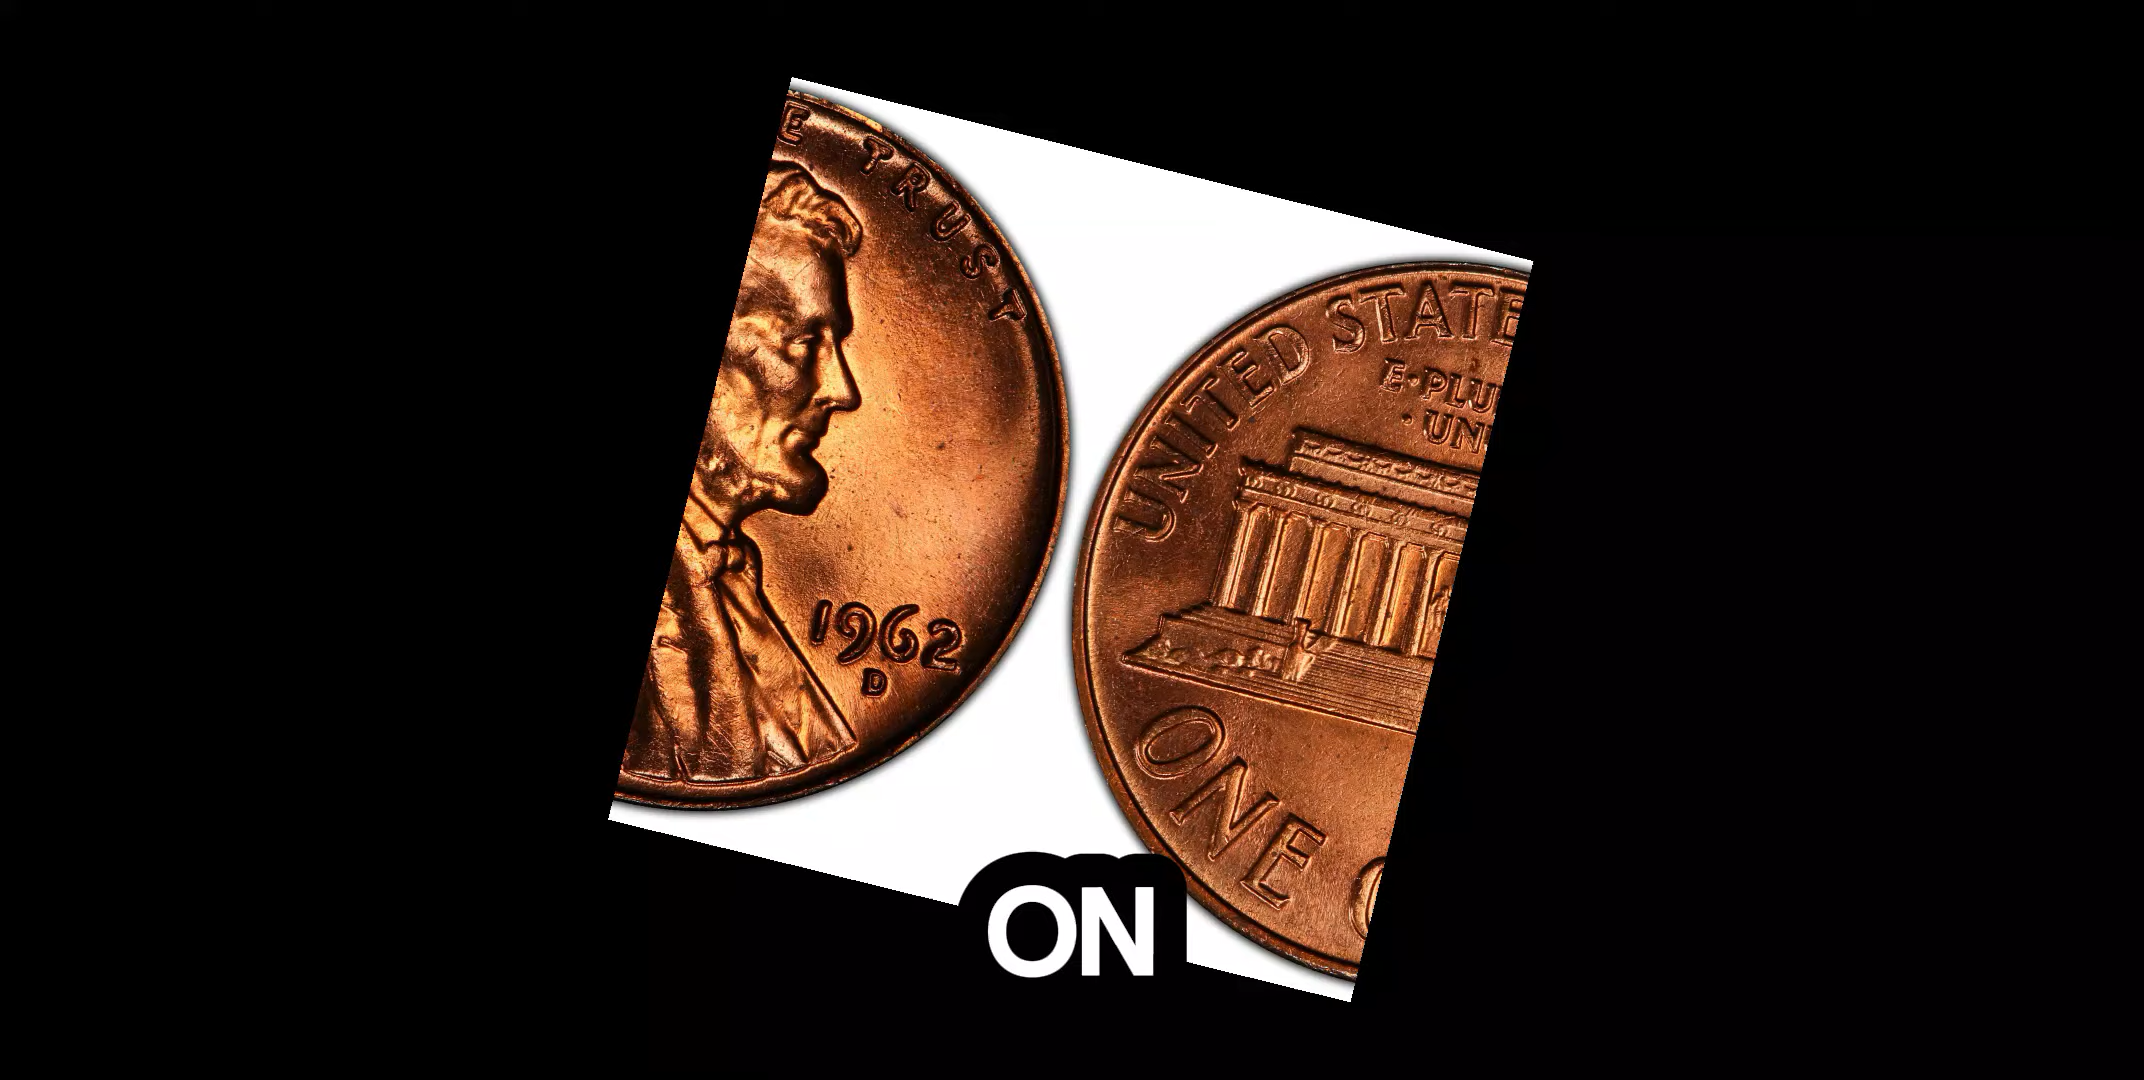 E TRUST
1962
D
UNITED STATE
E·PLU
·UN
ONE
ON